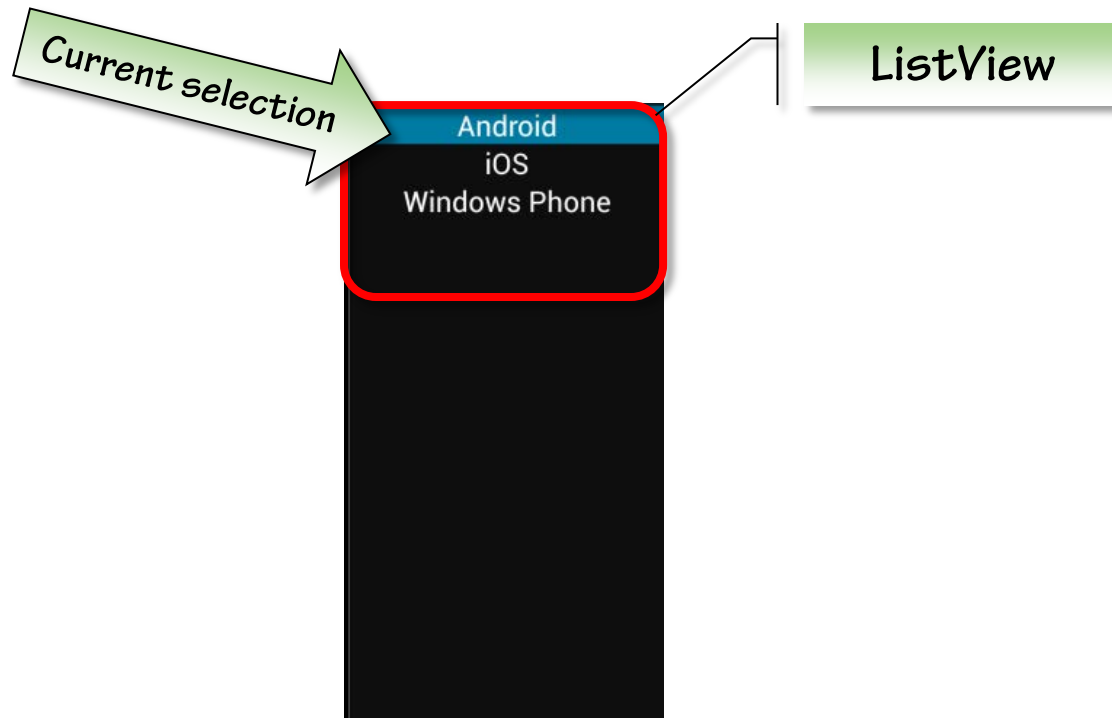 Current selection
ListView
Android
iOS
Windows Phone